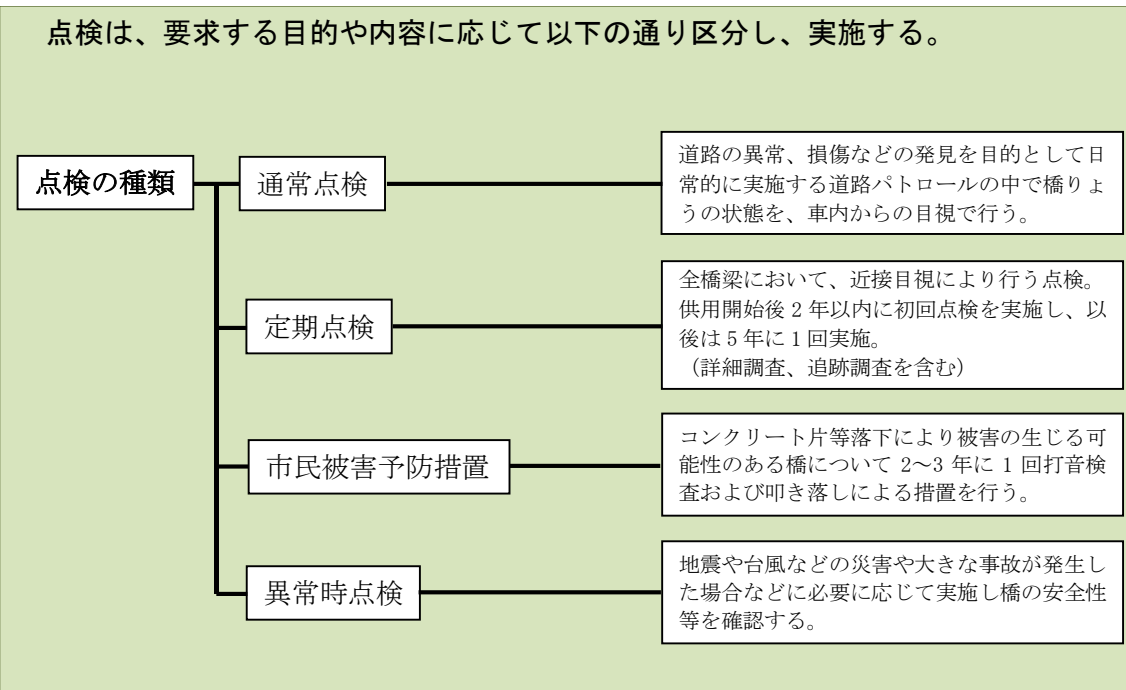 点検は、要求する目的や内容に応じて以下の通り区分し、実施する。
点検の種類
通常点検
道路の異常、損傷などの発見を目的として日
常的に実施する道路パトロールの中で橋りょ
うの状態を、車内からの目視で行う。
定期点検
全橋梁において、近接目視により行う点検。
供用開始後 2 年以内に初回点検を実施し、以
後は 5 年に 1 回実施。
（詳細調査、追跡調査を含む）
市民被害予防措置
コンクリート片等落下により被害の生じる可
能性のある橋について 2～3 年に 1 回打音検
査および叩き落しによる措置を行う。
異常時点検
地震や台風などの災害や大きな事故が発生し
た場合などに必要に応じて実施し橋の安全性
等を確認する。